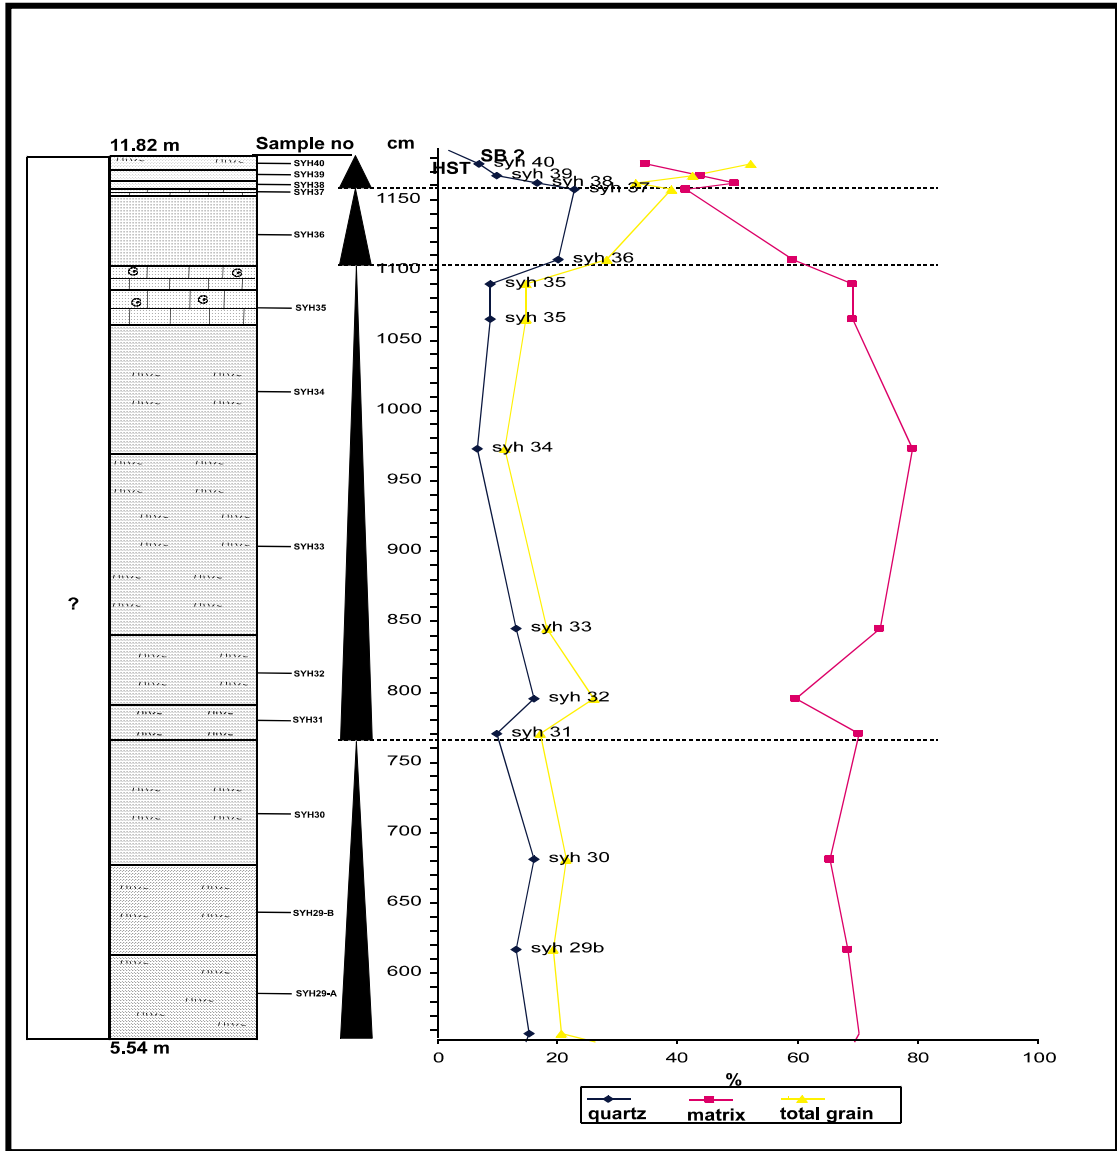 11.82 m
Sample no
cm
SB ?
HST
SYH40
SYH39
SYH38
SYH37
SYH36
SYH35
SYH34
SYH33
SYH32
SYH31
SYH30
SYH29-B
SYH29-A
?
5.54 m
syh 40
syh 39
syh 38
syh 37
syh 36
syh 35
syh 35
syh 34
syh 33
syh 32
syh 31
syh 30
syh 29b
1150
1100
1050
1000
950
900
850
800
750
700
650
600
0 20 40 60 80 100
%
quartz matrix total grain